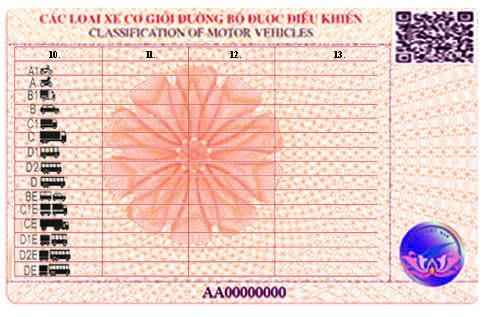 CÁC LOẠI XE CƠ GIỚI ĐƯỜNG BỘ ĐƯỢC ĐIỀU KHIỂN
CLASSIFICATION OF MOTOR VEHICLES
10. 11. 12. 13.
A1
A
B1
B
C1
C
D1
D2
D
BE
C1E
CE
D1E
D2E
DE
AA00000000